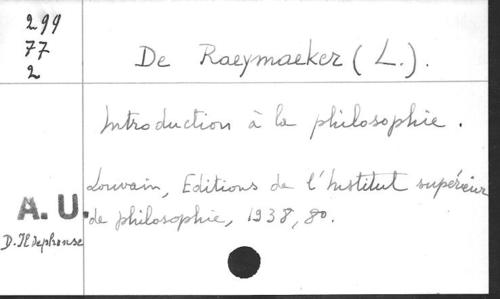 299
77
2
De Raeymaeker (L.).
Introduction à la philosophie.
Louvain, Editions de l'Institut supérieur
de philosophie, 1938, 8o.
A. U.
D. Ildephonse